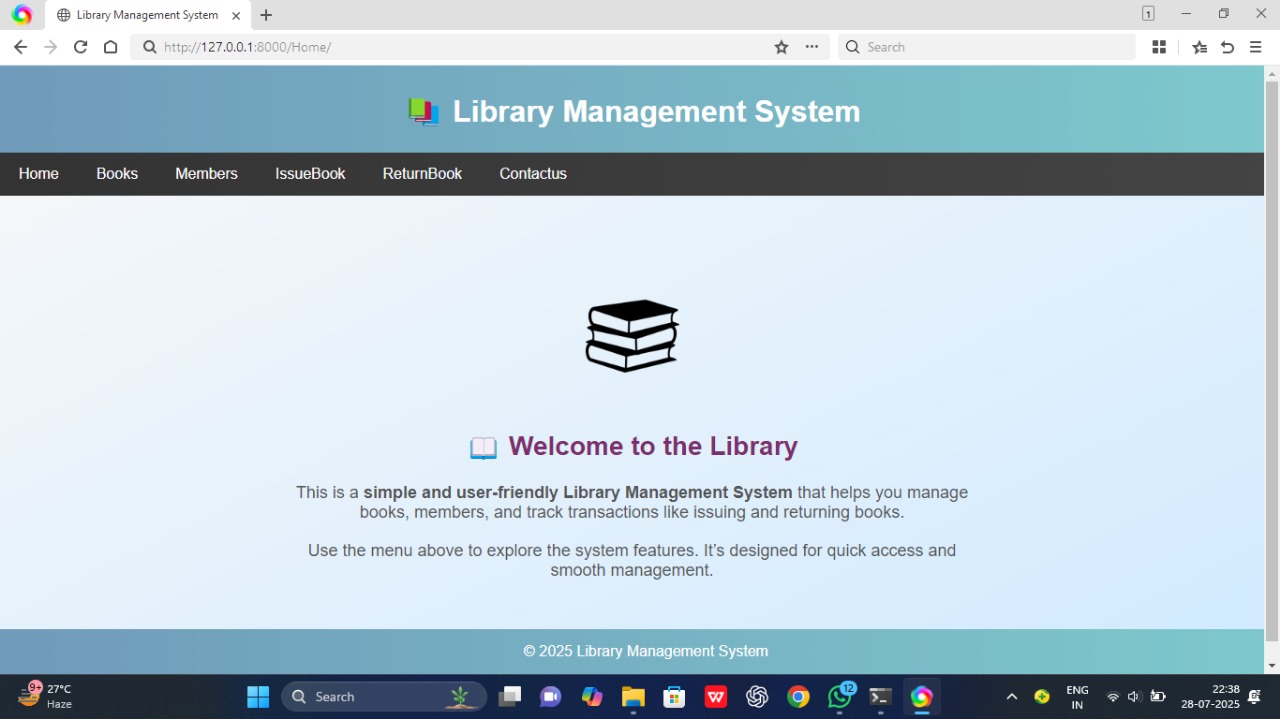 Library Management System
1
http://127.0.0.1:8000/Home/
Search
Library Management System
Home Books Members IssueBook ReturnBook Contactus
Welcome to the Library
This is a simple and user-friendly Library Management System that helps you manage
books, members, and track transactions like issuing and returning books.
Use the menu above to explore the system features. It’s designed for quick access and
smooth management.
© 2025 Library Management System
9+
27°C
Haze
Search
W
12
ENG
IN
22:38
28-07-2025